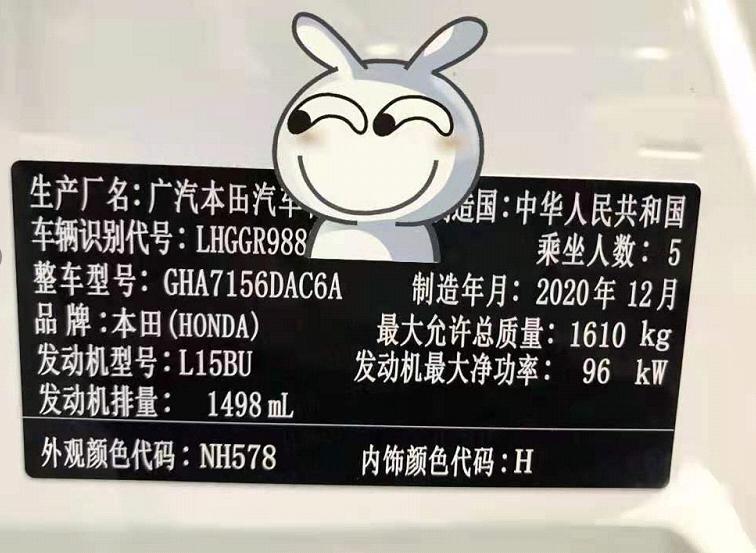 生产厂名:广汽本田汽车 造国:中华人民共和国
车辆识别代号:LHGGR988 乘坐人数: 5
整车型号: GHA7156DAC6A 制造年月: 2020年 12月
品 牌:本田(HONDA) 最大允许总质量: 1610 kg
发动机型号:L15BU 发动机最大净功率: 96 kW
发动机排量: 1498 mL
外观颜色代码:NH578 内饰颜色代码:H